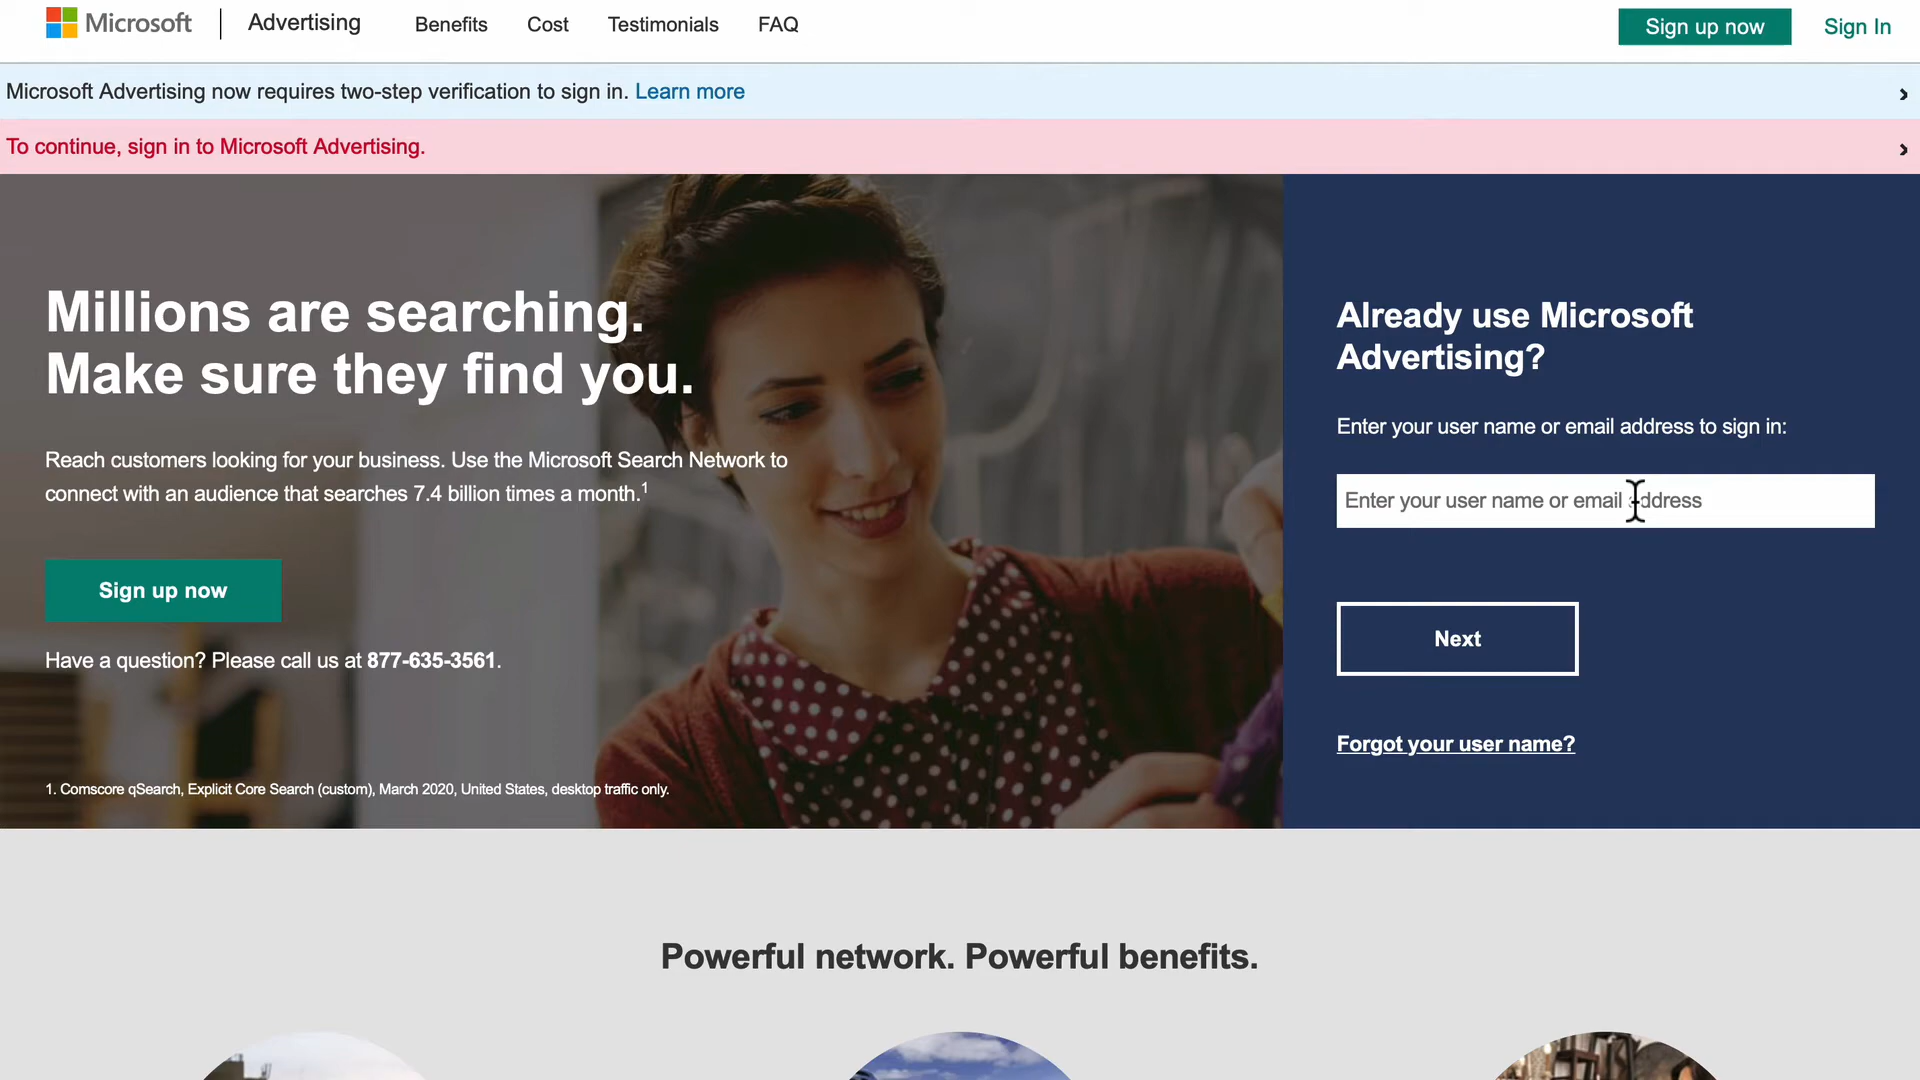 Microsoft | Advertising Benefits Cost Testimonials FAQ Sign up now Sign In
Microsoft Advertising now requires two-step verification to sign in. Learn more
To continue, sign in to Microsoft Advertising.
Millions are searching.
Make sure they find you.
Reach customers looking for your business. Use the Microsoft Search Network to
connect with an audience that searches 7.4 billion times a month.¹
Sign up now
Have a question? Please call us at 877-635-3561.
1. Comscore qSearch, Explicit Core Search (custom), March 2020, United States, desktop traffic only.
Already use Microsoft
Advertising?
Enter your user name or email address to sign in:
Enter your user name or email address
Next
Forgot your user name?
Powerful network. Powerful benefits.